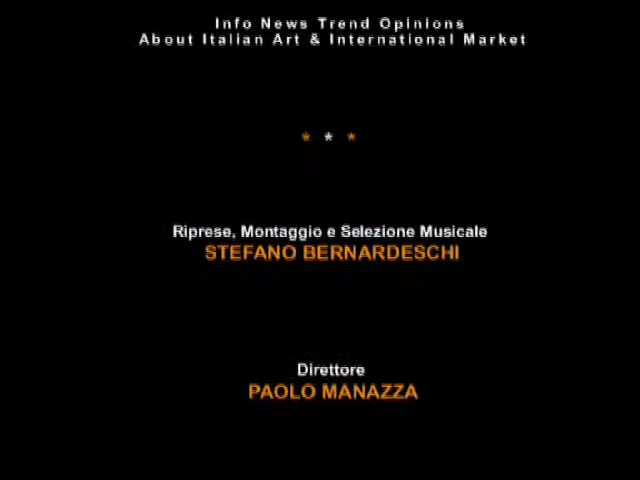 Info News Trend Opinions
About Italian Art & International Market
* * *
Riprese, Montaggio e Selezione Musicale
STEFANO BERNARDESCHI
Direttore
PAOLO MANAZZA